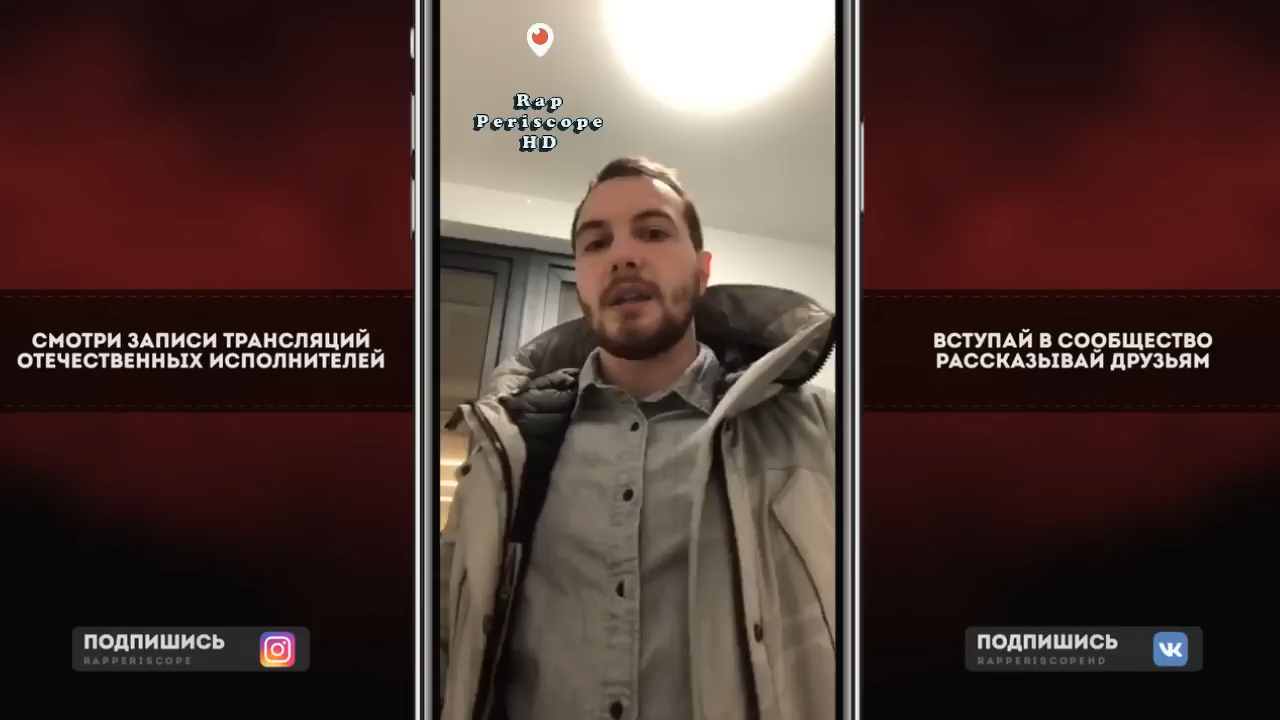 Rap
Periscope
HD
СМОТРИ ЗАПИСИ ТРАНСЛЯЦИЙ
ОТЕЧЕСТВЕННЫХ ИСПОЛНИТЕЛЕЙ
ВСТУПАЙ В СООБЩЕСТВО
РАССКАЗЫВАЙ ДРУЗЬЯМ
ПОДПИШИСЬ
RAPPERISCOPE
ПОДПИШИСЬ
RAPPERISCOPEHD